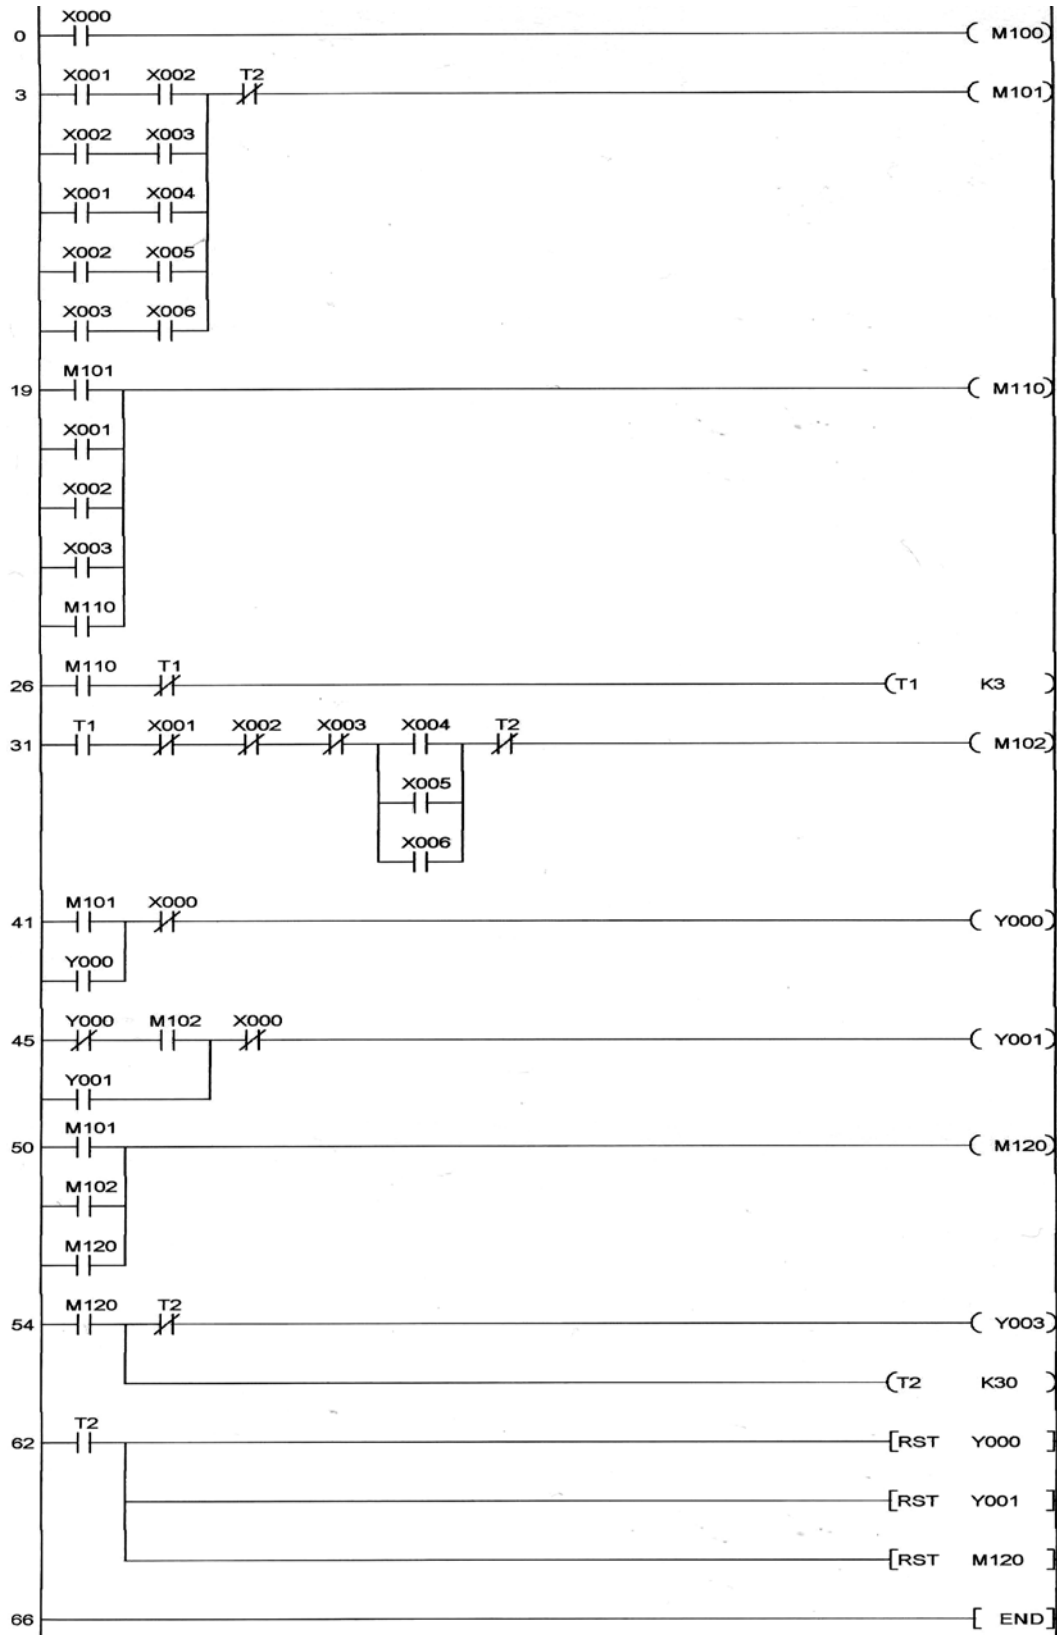 X000
0 ( M100)
X001 X002 T2
3 ( M101)
X002 X003
X001 X004
X002 X005
X003 X006
M101
19 ( M110)
X001
X002
X003
M110
M110 T1
26 (T1 K3 )
T1 X001 X002 X003 X004 T2
31 ( M102)
X005
X006
M101 X000
41 ( Y000)
Y000
Y000 M102 X000
45 ( Y001)
Y001
M101
50 ( M120)
M102
M120
M120 T2
54 ( Y003)
(T2 K30 )
T2
62 [RST Y000 ]
[RST Y001 ]
[RST M120 ]
66 [ END]